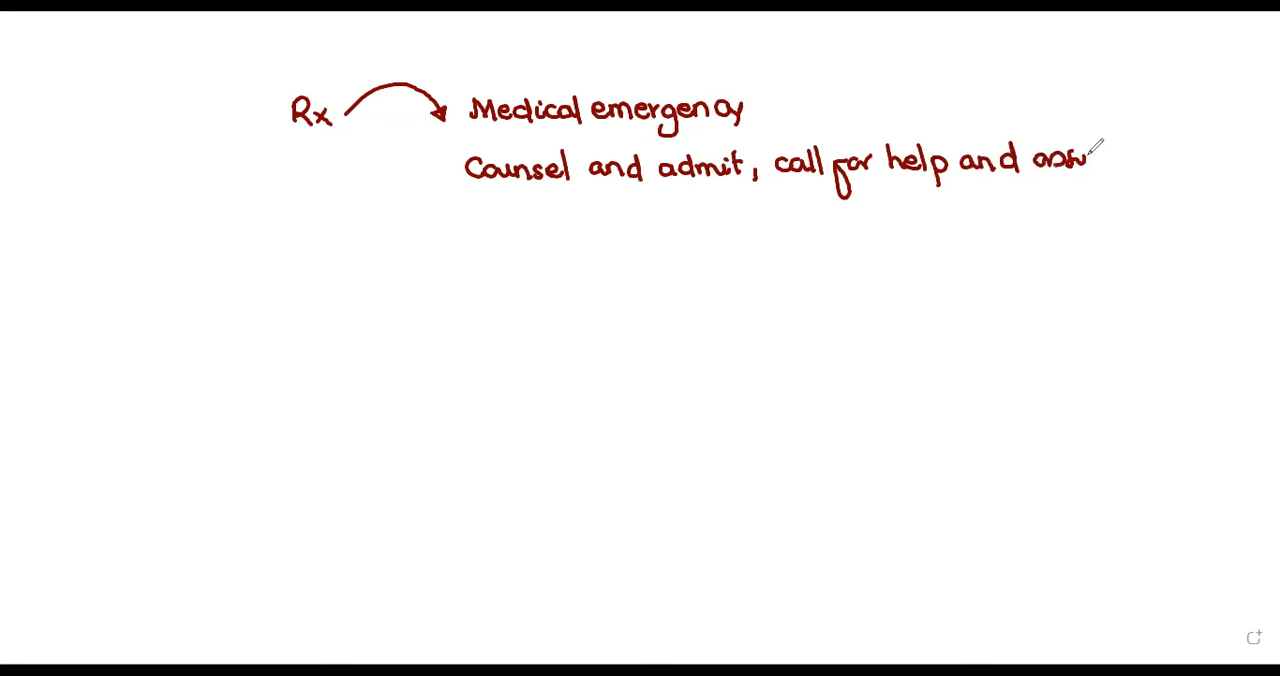 Rx Medical emergency
Counsel and admit, call for help and